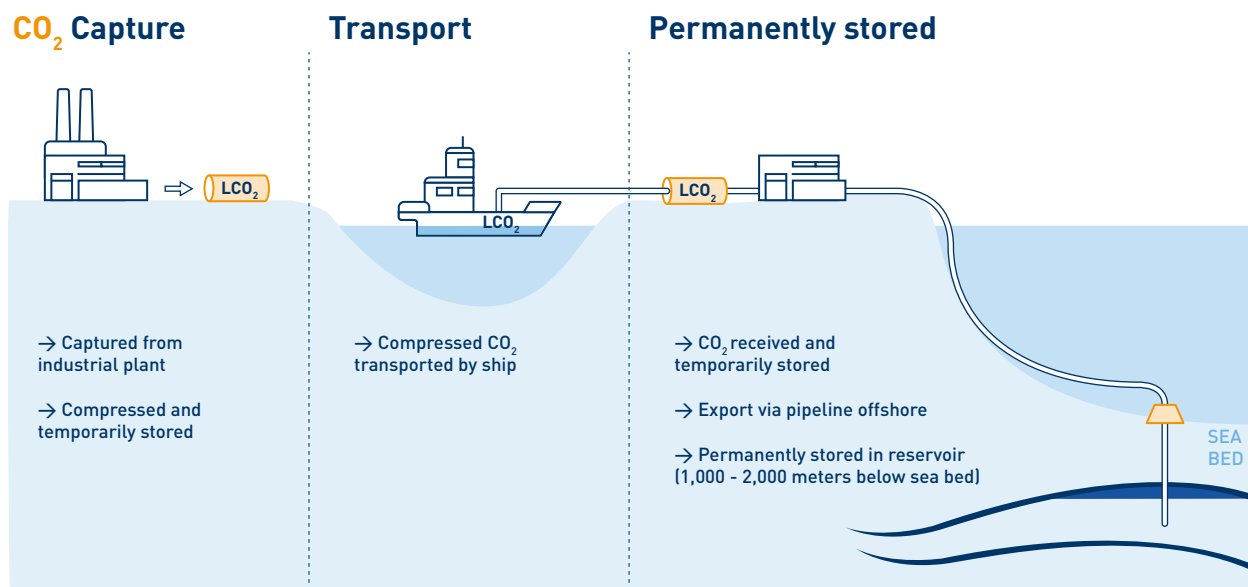 CO₂ Capture
Transport
Permanently stored
LCO₂
LCO₂
LCO₂
→ Captured from
industrial plant
→ Compressed and
temporarily stored
→ Compressed CO₂
transported by ship
→ CO₂ received and
temporarily stored
→ Export via pipeline offshore
→ Permanently stored in reservoir
(1,000 - 2,000 meters below sea bed)
SEA
BED